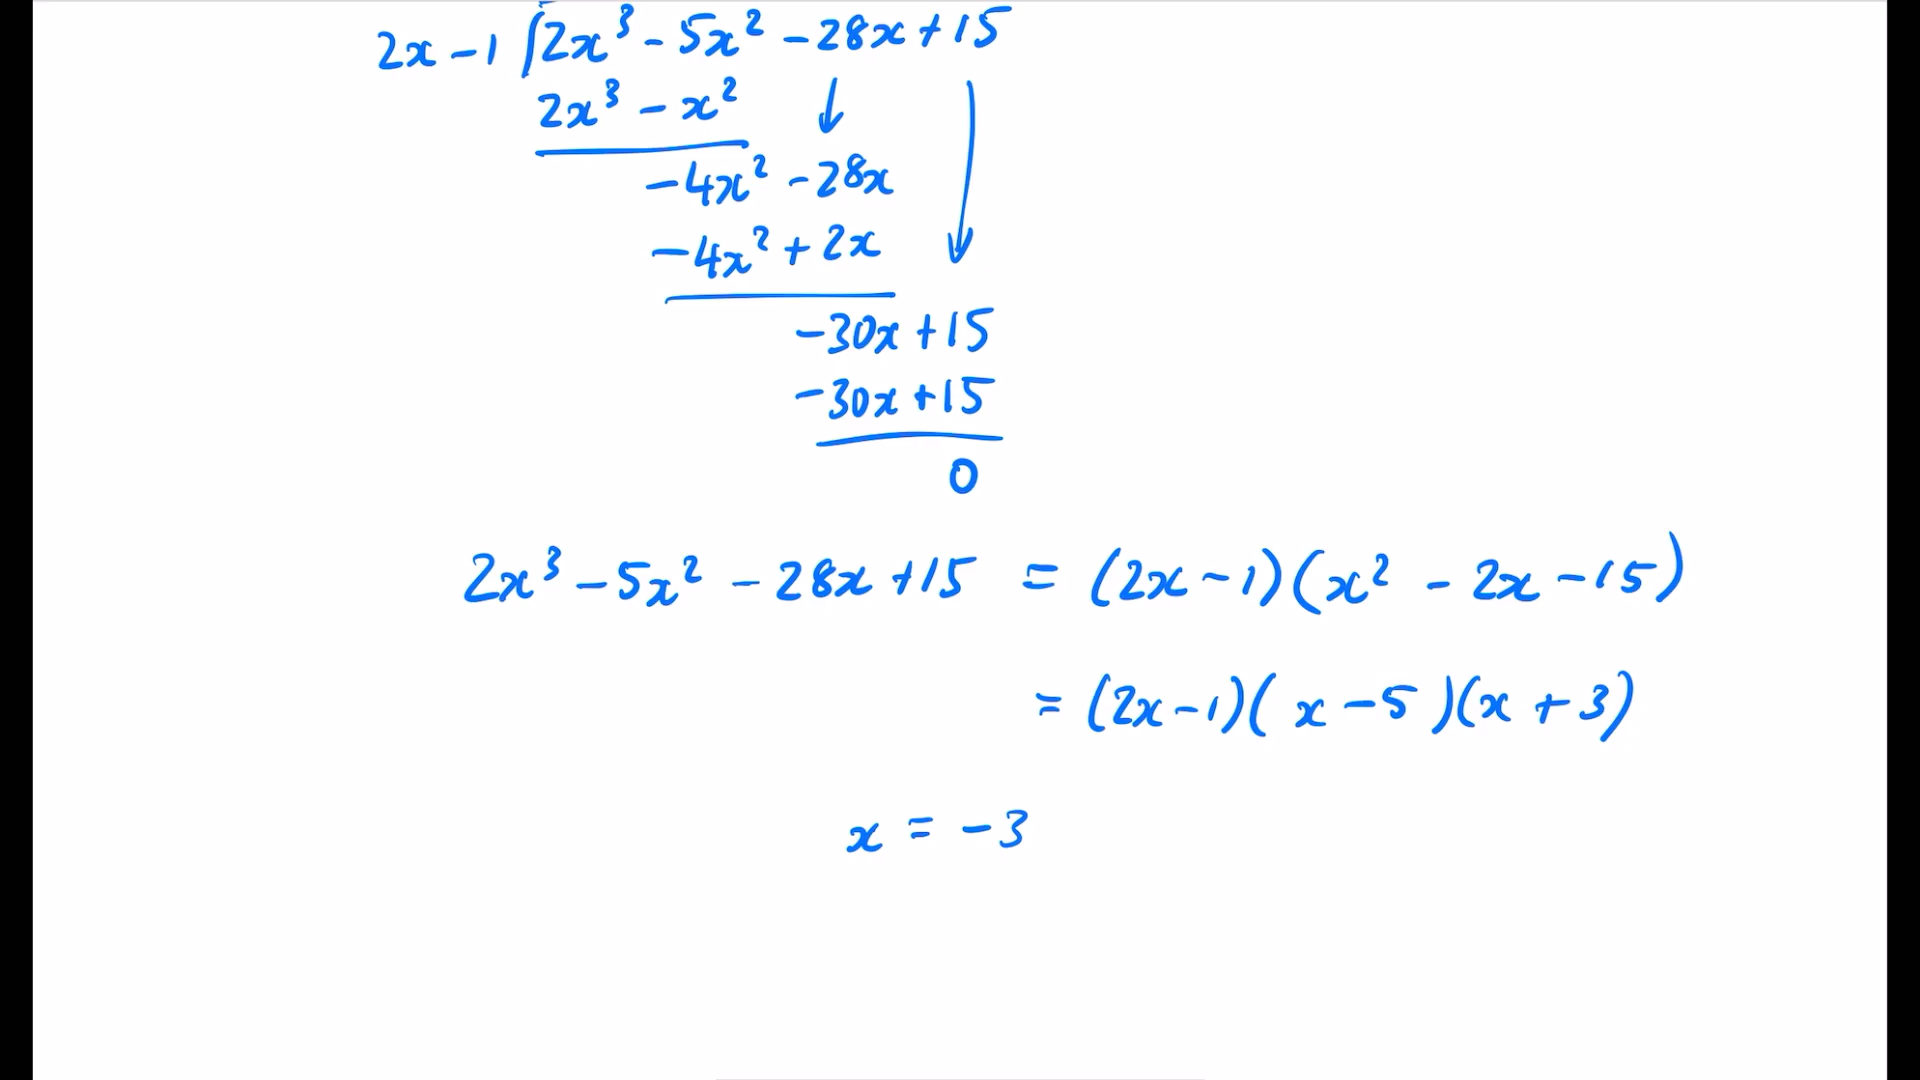 2x - 1 | 2x³ - 5x² - 28x + 15
2x³ - x²
-4x² - 28x
-4x² + 2x
-30x + 15
-30x + 15
0
2x³ - 5x² - 28x + 15 = (2x - 1)(x² - 2x - 15)
= (2x - 1)(x - 5)(x + 3)
x = -3